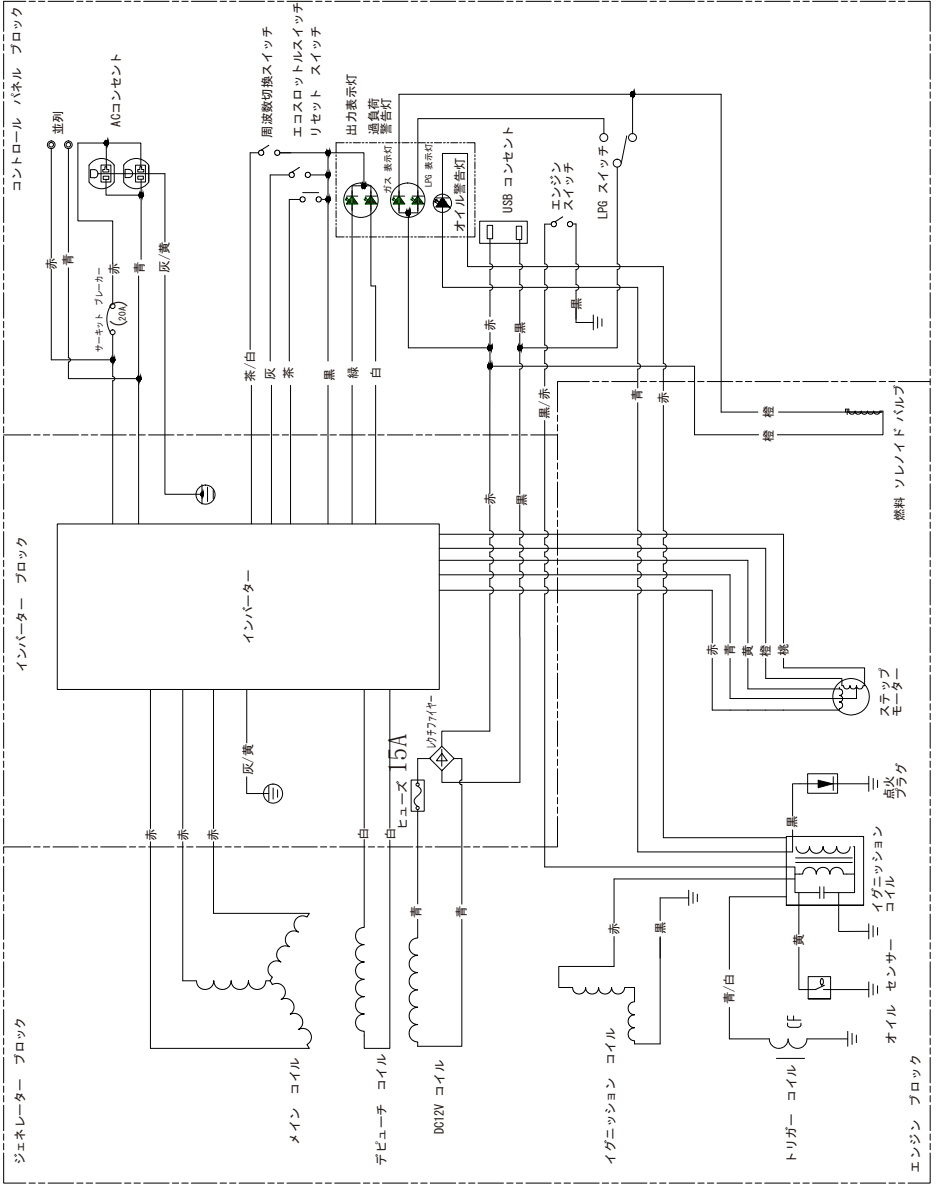 ジェネレーター ブロック
インバーター ブロック
コントロール パネル ブロック
エンジン ブロック
メイン コイル
デピューチ コイル
DC12V コイル
イグニッション コイル
トリガー コイル
CF
オイル センサー
イグニッション
コイル
点火
プラグ
ステップ
モーター
燃料 ソレノイド バルブ
赤
赤
赤
灰/黄
白
白
青
青
ヒューズ
15A
レクチファイヤー
インバーター
赤
黒
青/白
黄
黒
赤
青
黄
橙
桃
赤
青
並列
ACコンセント
サーキット ブレーカー
(20A)
赤
青
灰/黄
茶/白
灰
茶
黒
緑
白
周波数切換スイッチ
エコスロットルスイッチ
リセット スイッチ
出力表示灯
過負荷
警告灯
ガス 表示灯
LPG 表示灯
オイル警告灯
USB コンセント
エンジン
スイッチ
LPG スイッチ
赤
黒
赤
黒
黒/赤
黒
青
赤
橙
橙